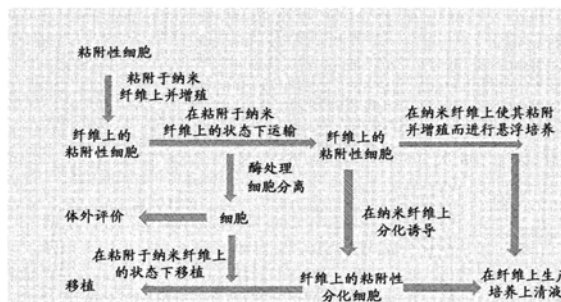 粘附性细胞
粘附于纳米
纤维上并增殖
纤维上的
粘附性细胞
在粘附于纳米
纤维上的状态下运输
纤维上的
粘附性细胞
在纳米纤维上使其粘附
并增殖而进行悬浮培养
酶处理
细胞分离
体外评价
细胞
在纳米纤维上
分化诱导
在粘附于纳米纤维上
的状态下移植
移植
纤维上的粘附性
分化细胞
在纤维上生产
培养上清液